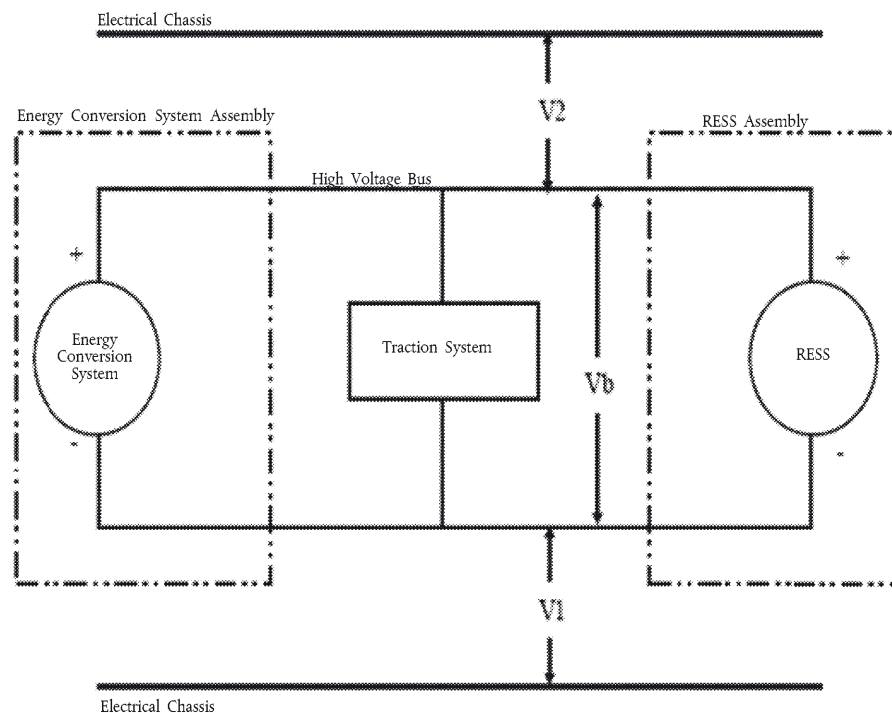 Electrical Chassis
V2
Energy Conversion System Assembly
RESS Assembly
High Voltage Bus
+
+
Energy
Conversion
System
Traction System
RESS
Vb
-
-
V1
Electrical Chassis